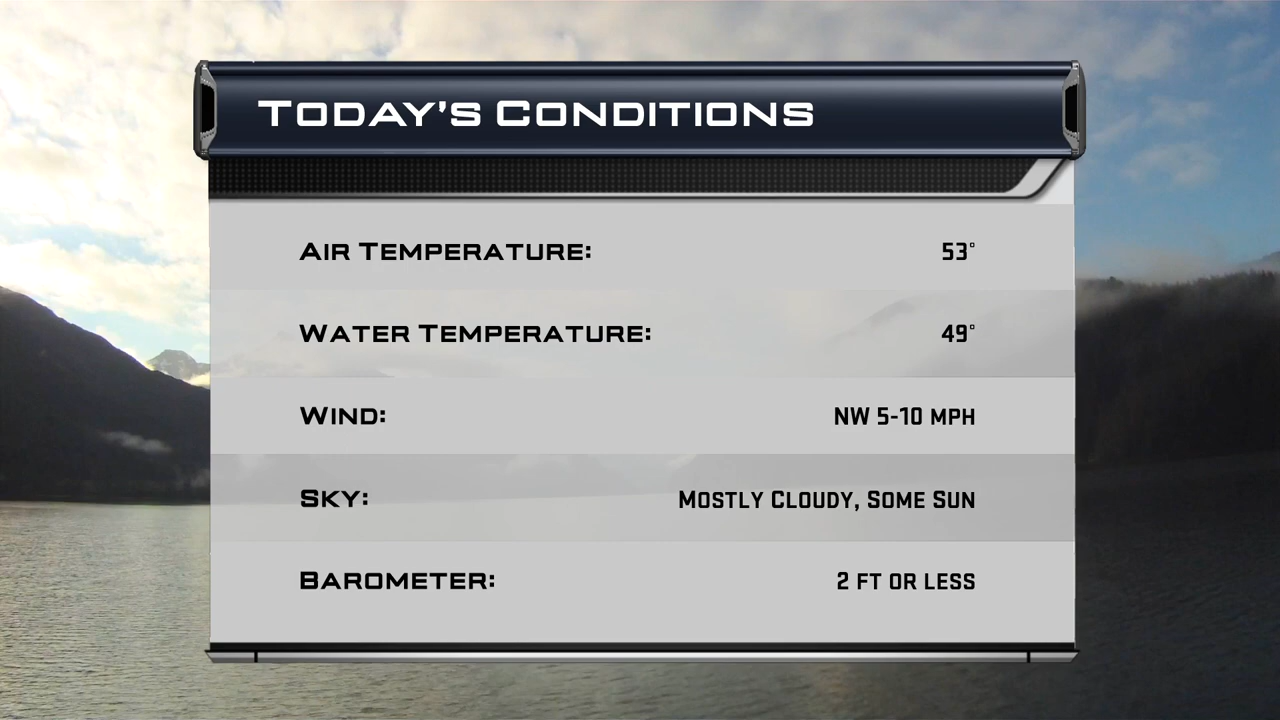 Today's Conditions
Air Temperature: 53°
Water Temperature: 49°
Wind: NW 5-10 mph
Sky: Mostly Cloudy, Some Sun
Barometer: 2 ft or less